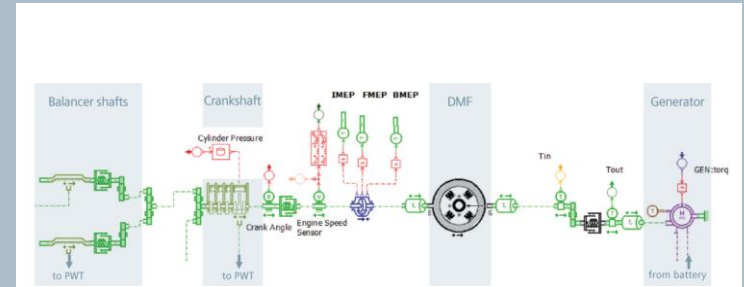 IMEP FMEP BMEP
Balancer shafts
Crankshaft
DMF
Generator
Cylinder Pressure
Tin
Tout
GEN:torq
Crank Angle
Engine Speed
Sensor
to PWT
to PWT
from battery